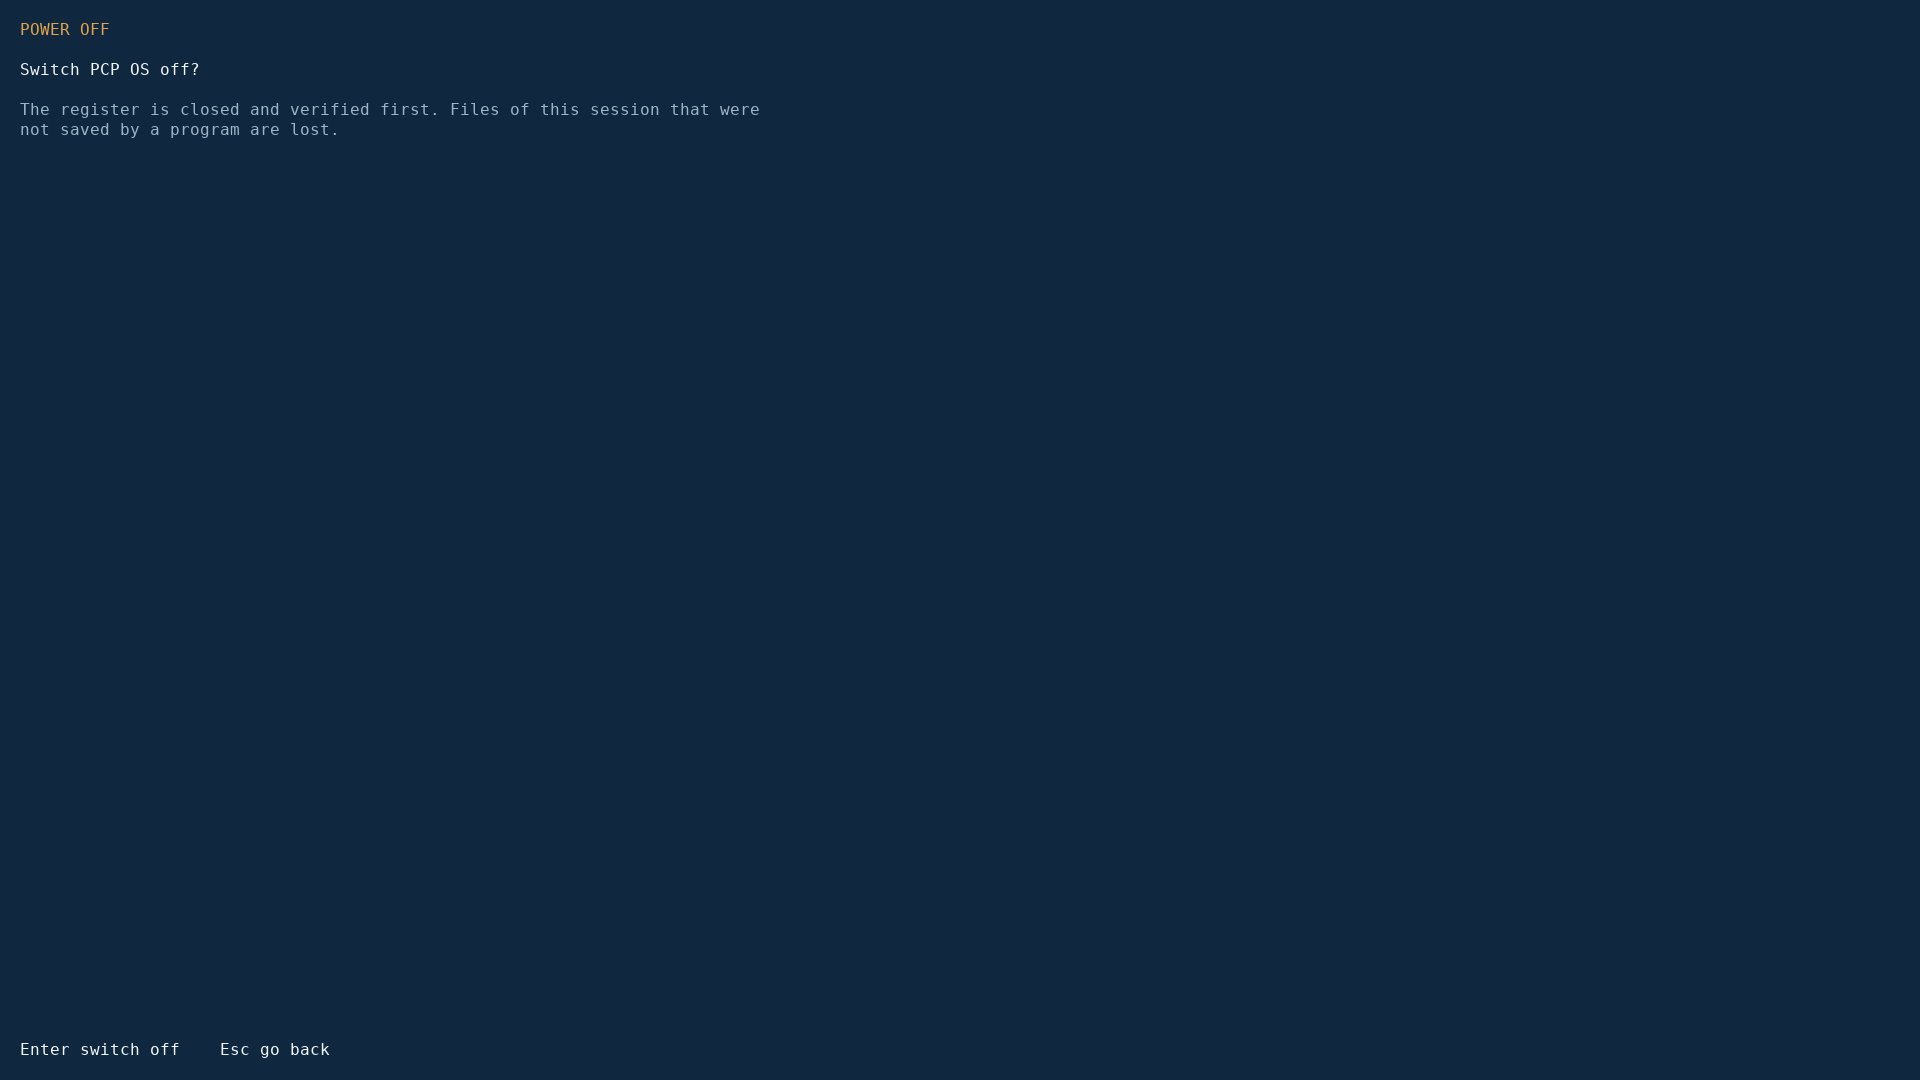 POWER OFF
Switch PCP OS off?
The register is closed and verified first. Files of this session that were
not saved by a program are lost.
Enter switch off    Esc go back